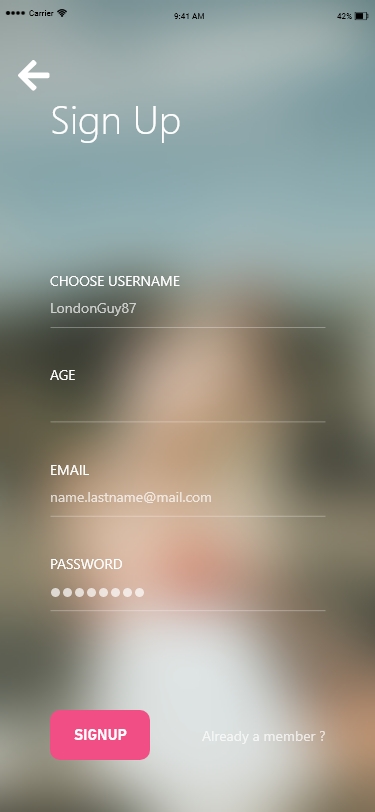 Carrier 9:41 AM 42%
Sign Up
CHOOSE USERNAME
LondonGuy87
AGE
EMAIL
name.lastname@mail.com
PASSWORD
SIGNUP Already a member ?